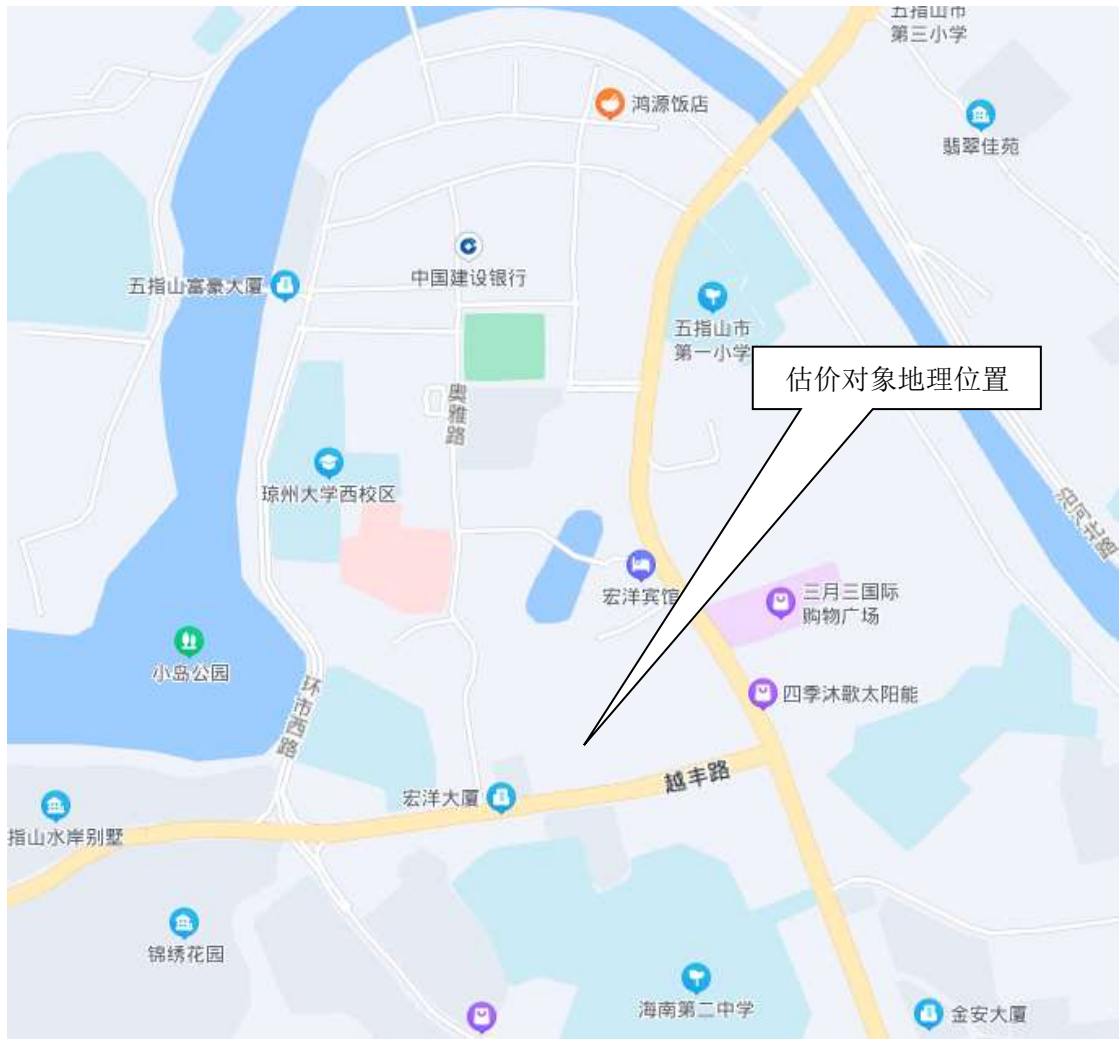 五指山市
第三小学
鸿源饭店
翡翠佳苑
中国建设银行
五指山富豪大厦
五指山市
第一小学
估价对象地理位置
奥雅路
琼州大学西校区
宏洋宾馆
三月三国际
购物广场
小岛公园
环市西路
四季沐歌太阳能
越丰路
宏洋大厦
指山水岸别墅
锦绣花园
海南第二中学
金安大厦